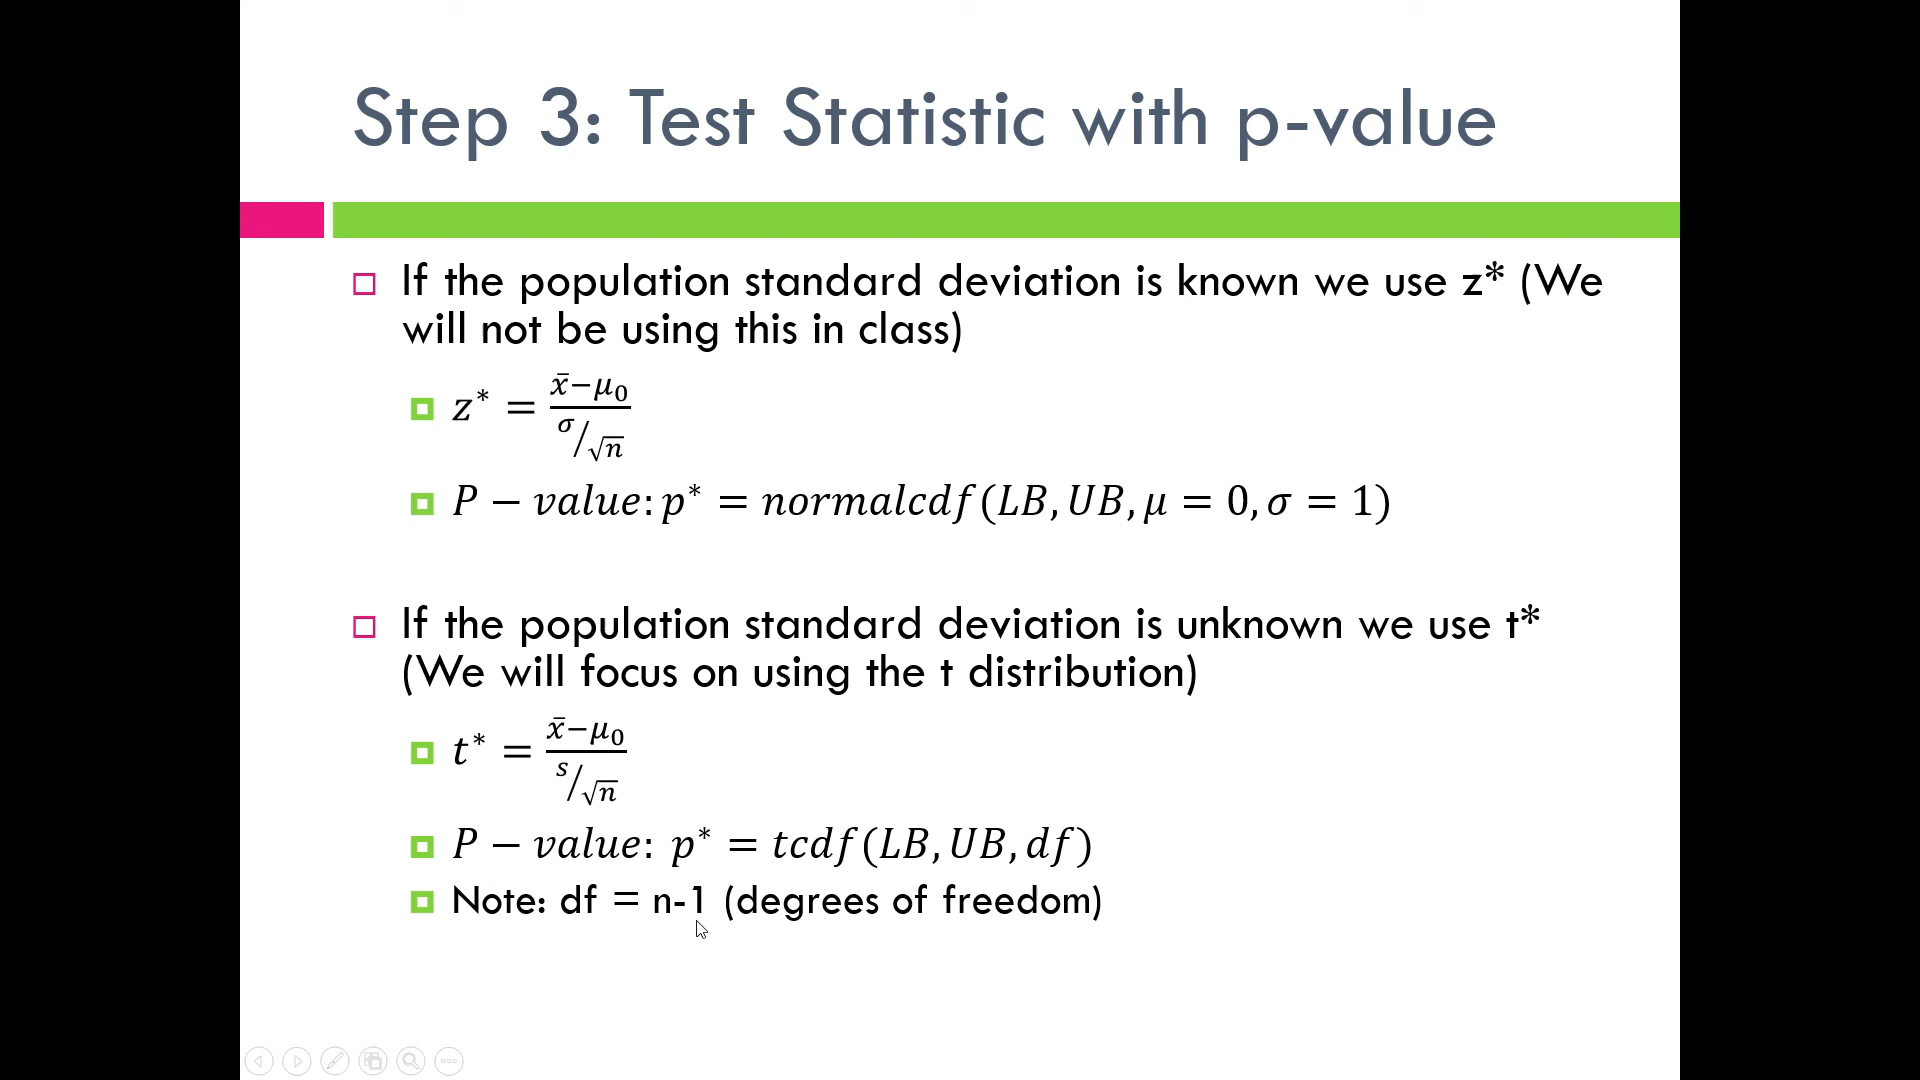 Step 3: Test Statistic with p-value
If the population standard deviation is known we use z* (We
will not be using this in class)
z* = (x̄−μ₀)/(σ/√n)
P − value: p* = normalcdf(LB, UB, μ = 0, σ = 1)
If the population standard deviation is unknown we use t*
(We will focus on using the t distribution)
t* = (x̄−μ₀)/(s/√n)
P − value: p* = tcdf(LB, UB, df)
Note: df = n-1 (degrees of freedom)